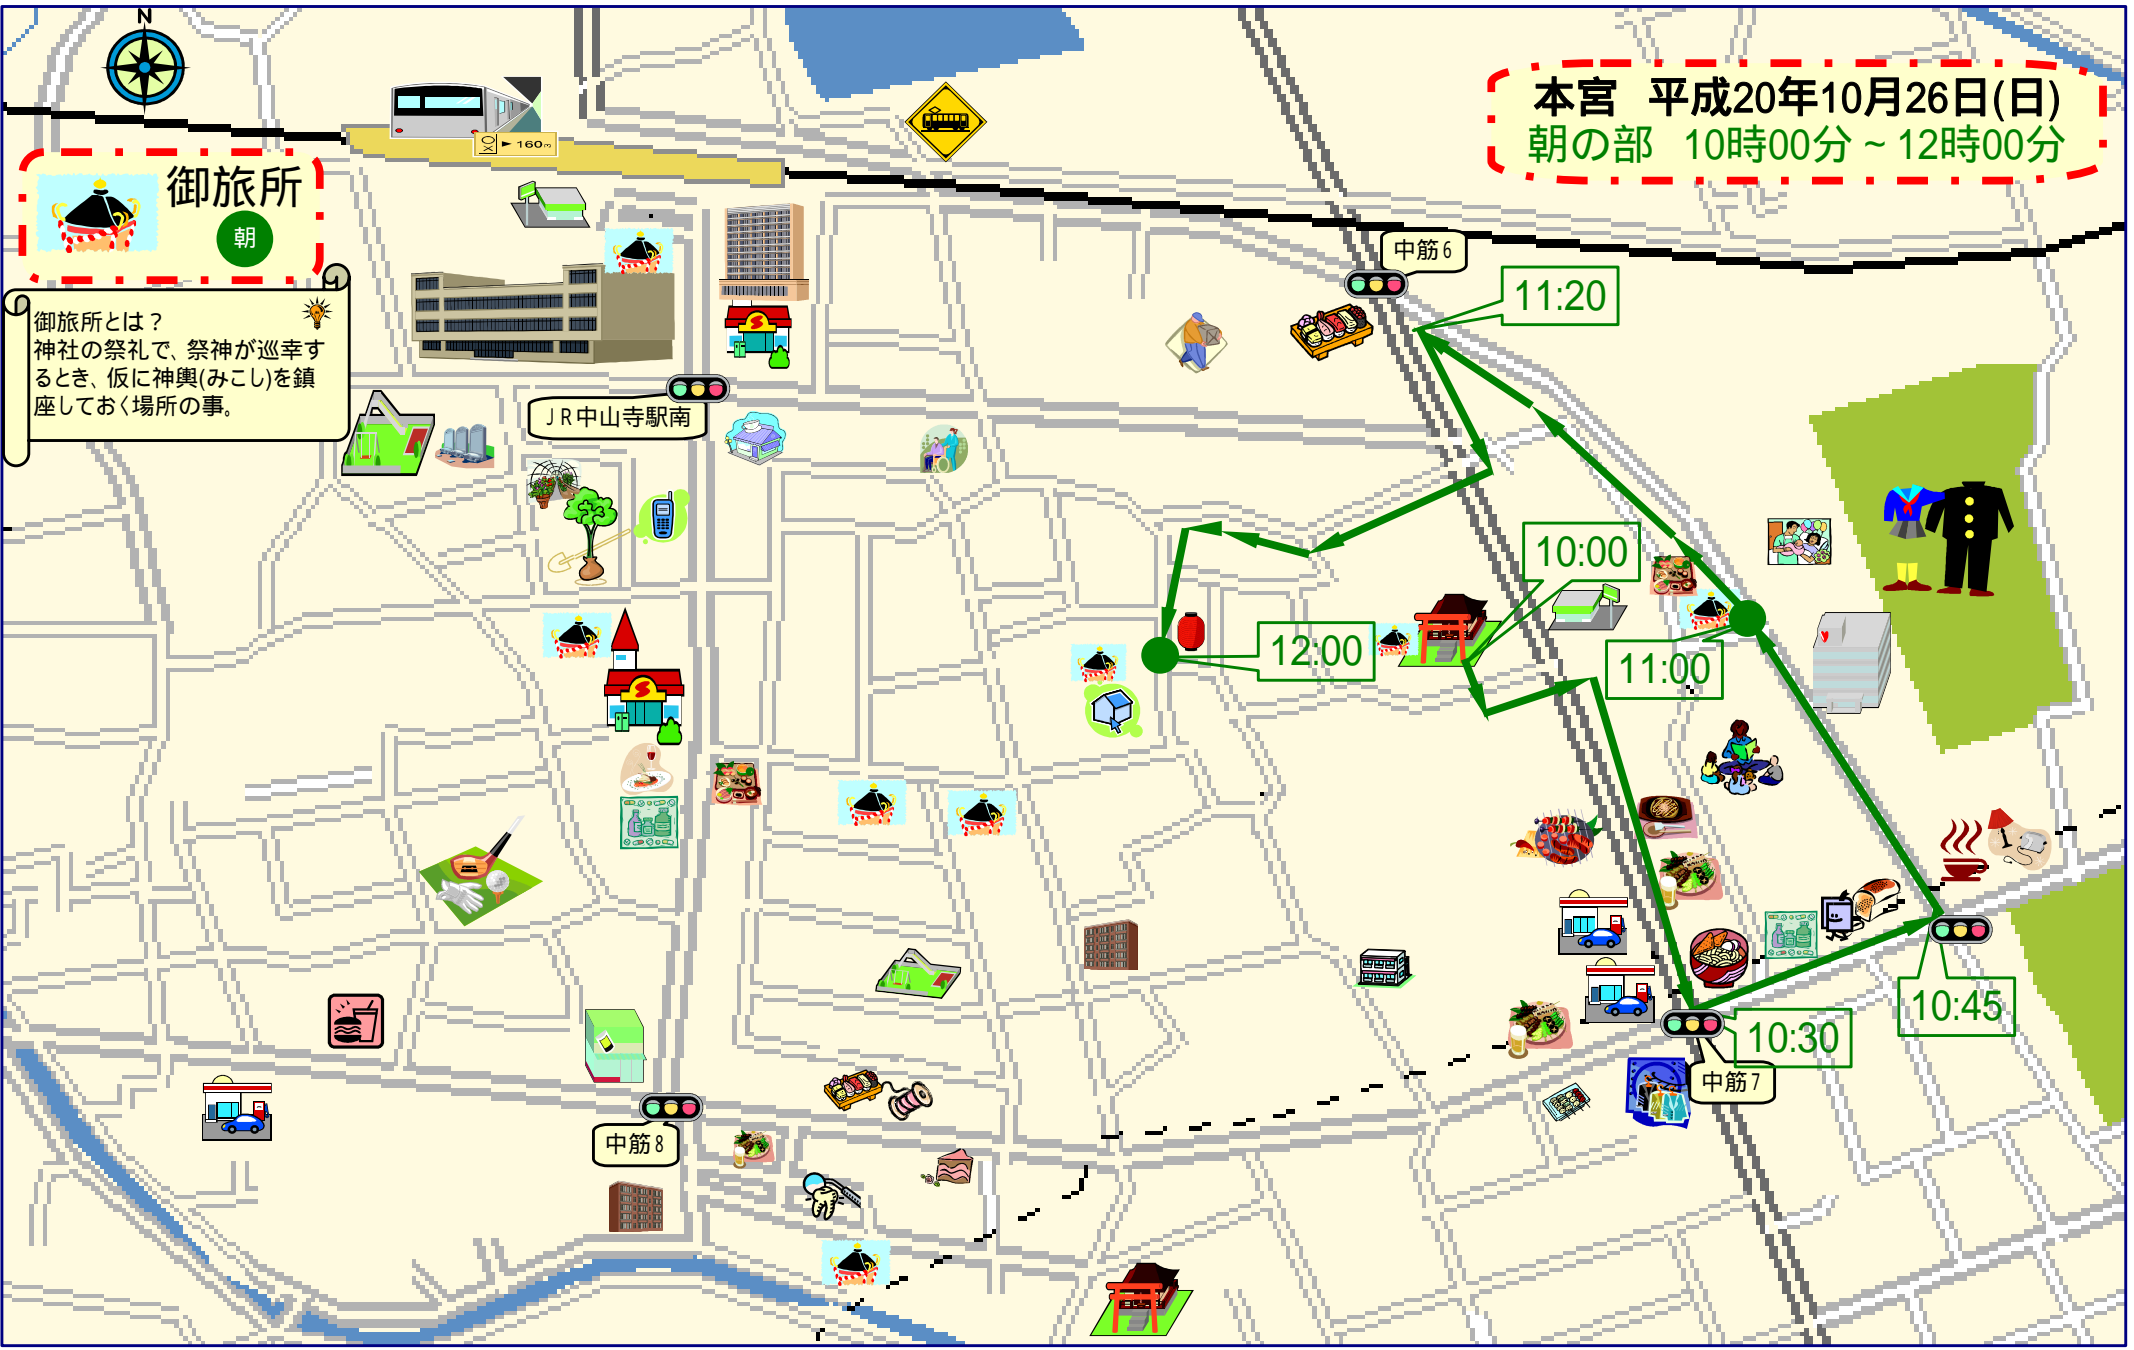 N
本宮 平成20年10月26日(日)
朝の部 10時00分~12時00分
►160m
御旅所
朝
御旅所とは?
神社の祭礼で、祭神が巡幸す
るとき、仮に神輿(みこし)を鎮
座しておく場所の事。
中筋6
11:20
JR中山寺駅南
10:00
12:00
11:00
10:45
10:30
中筋7
中筋8